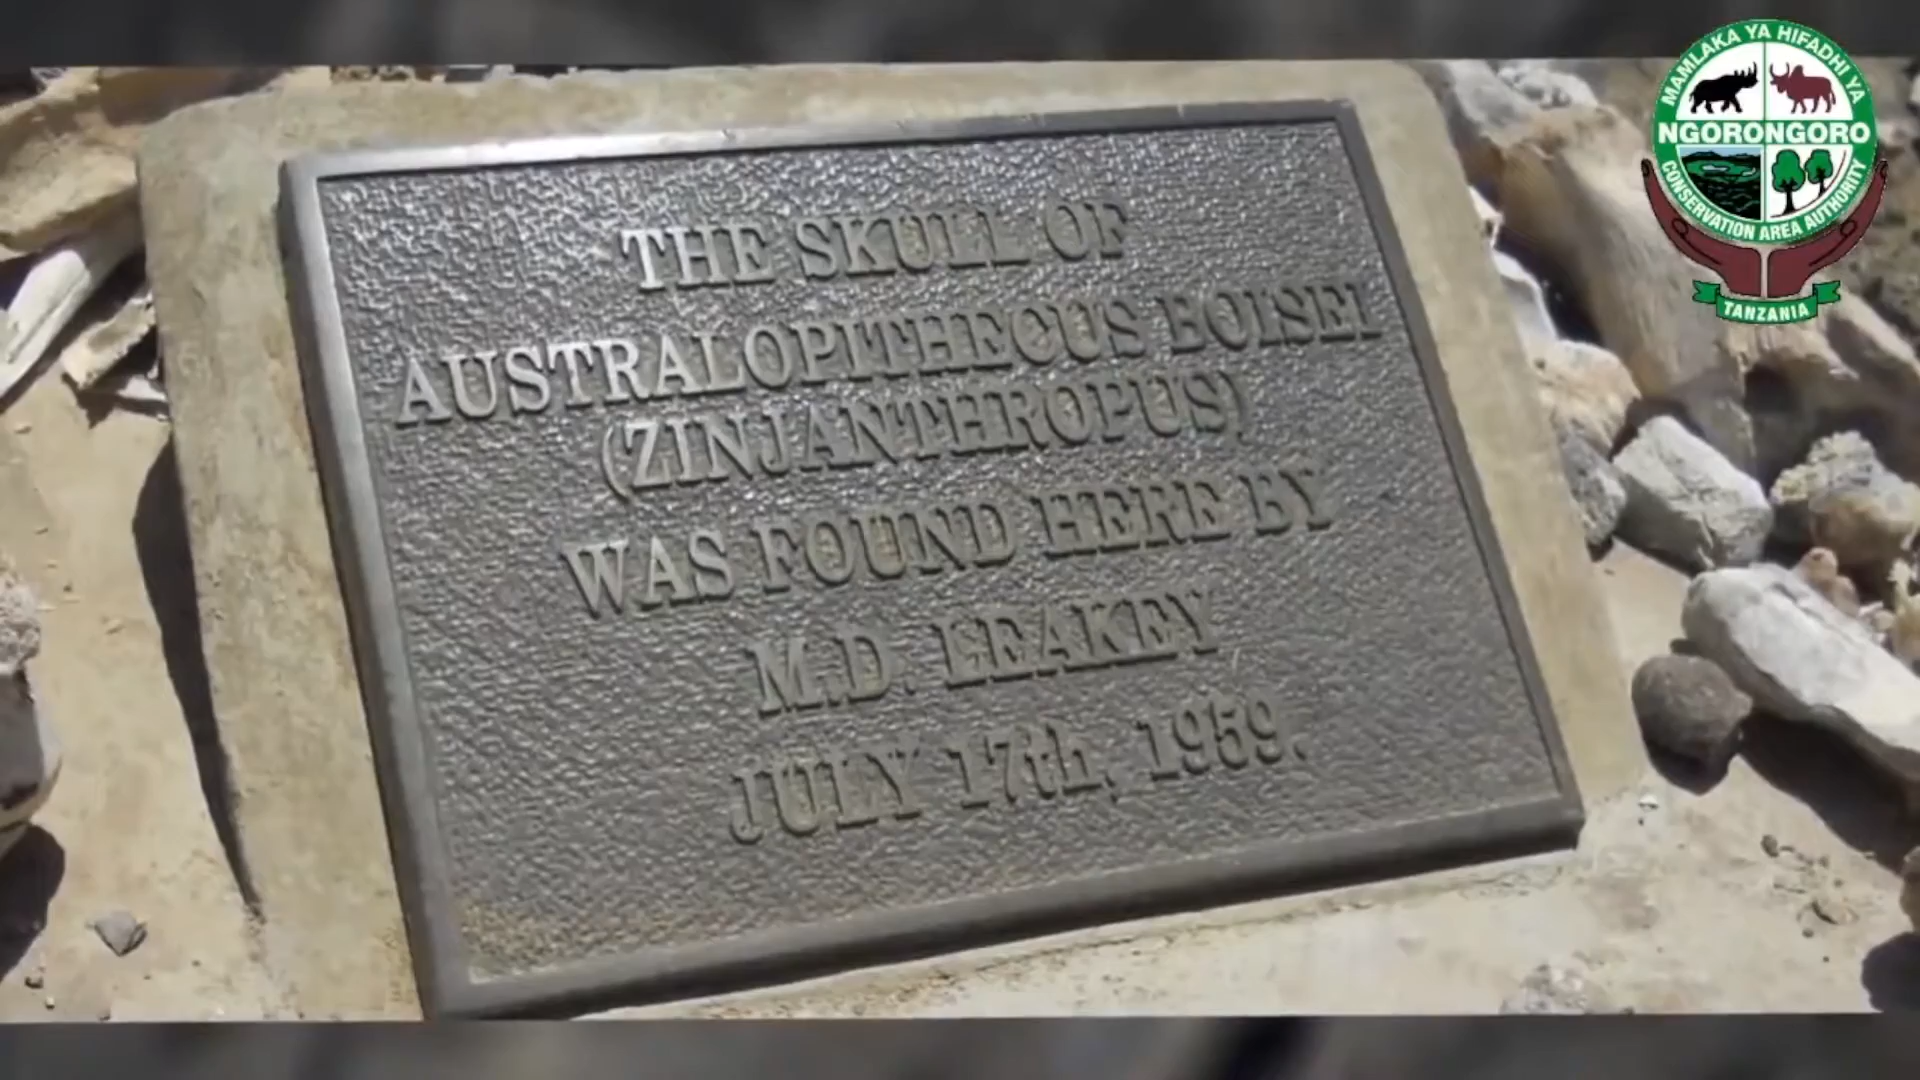 THE SKULL OF
AUSTRALOPITHECUS BOISEI
(ZINJANTHROPUS)
WAS FOUND HERE BY
M.D. LEAKEY
JULY 17th, 1959.
MAMLAKA YA HIFADHI YA
NGORONGORO
CONSERVATION AREA AUTHORITY
TANZANIA